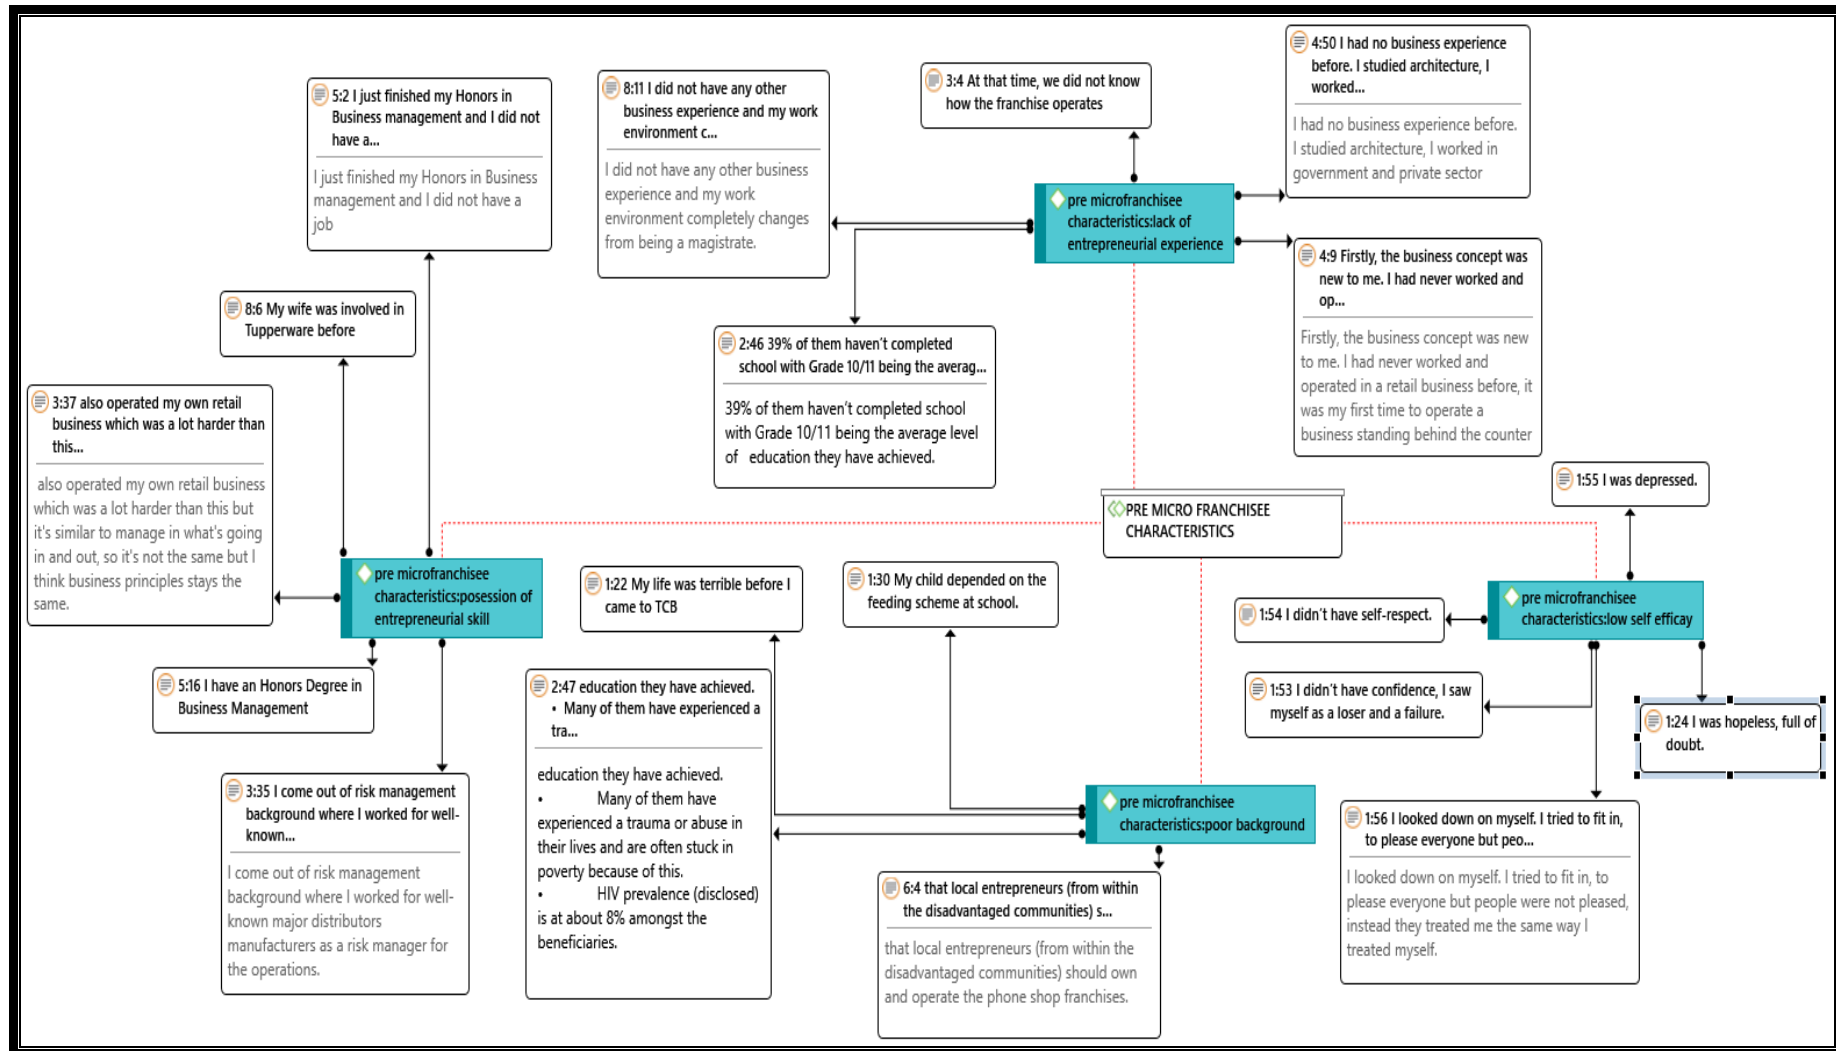 5:2 I just finished my Honors in
Business management and I did not
have a...
I just finished my Honors in Business
management and I did not have a
job
8:11 I did not have any other
business experience and my work
environment c...
I did not have any other business
experience and my work
environment completely changes
from being a magistrate.
3:4 At that time, we did not know
how the franchise operates
4:50 I had no business experience
before. I studied architecture, I
worked...
I had no business experience before.
I studied architecture, I worked in
government and private sector
pre microfranchisee
characteristics:lack of
entrepreneurial experience
4:9 Firstly, the business concept was
new to me. I had never worked and
op...
Firstly, the business concept was new
to me. I had never worked and
operated in a retail business before, it
was my first time to operate a
business standing behind the counter
8:6 My wife was involved in
Tupperware before
2:46 39% of them haven't completed
school with Grade 10/11 being the averag...
39% of them haven't completed school
with Grade 10/11 being the average level
of education they have achieved.
3:37 also operated my own retail
business which was a lot harder than
this...
also operated my own retail business
which was a lot harder than this but
it's similar to manage in what's going
in and out, so it's not the same but I
think business principles stays the
same.
PRE MICRO FRANCHISEE
CHARACTERISTICS
1:55 I was depressed.
pre microfranchisee
characteristics:posession of
entrepreneurial skill
1:22 My life was terrible before I
came to TCB
1:30 My child depended on the
feeding scheme at school.
1:54 I didn't have self-respect.
pre microfranchisee
characteristics:low self efficay
5:16 I have an Honors Degree in
Business Management
2:47 education they have achieved.
• Many of them have experienced a
tra...
education they have achieved.
• Many of them have
experienced a trauma or abuse in
their lives and are often stuck in
poverty because of this.
• HIV prevalence (disclosed)
is at about 8% amongst the
beneficiaries.
1:53 I didn't have confidence, I saw
myself as a loser and a failure.
1:24 I was hopeless, full of
doubt.
3:35 I come out of risk management
background where I worked for well-
known...
I come out of risk management
background where I worked for well-
known major distributors
manufacturers as a risk manager for
the operations.
pre microfranchisee
characteristics:poor background
6:4 that local entrepreneurs (from within
the disadvantaged communities) s...
that local entrepreneurs (from within the
disadvantaged communities) should own
and operate the phone shop franchises.
1:56 I looked down on myself. I tried to fit in,
to please everyone but peo...
I looked down on myself. I tried to fit in, to
please everyone but people were not pleased,
instead they treated me the same way I
treated myself.